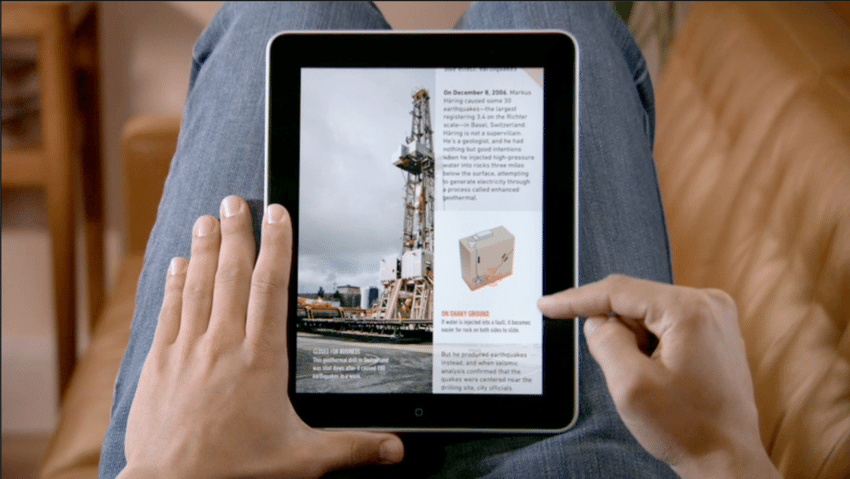 On December 8, 2006, Markus
Häring caused some 30
earthquakes—the largest
registering 3.4 on the Richter
scale—in Basel, Switzerland
Häring is not a supervillain.
He's a geologist, and he had
nothing but good intentions
when he injected high-pressure
water into rocks three miles
below the surface, attempting
to generate electricity through
a process called enhanced
geothermal.
ON SHAKY GROUND
If water is injected into a fault, it becomes
easier for rock on both sides to slide.
CLOSED FOR BUSINESS
This geothermal drill in Switzerland
was shut down after it caused
earthquakes in a week.
But he produced earthquakes
instead, and when seismic
analysis confirmed that the
quakes were centered near the
drilling site, city officials